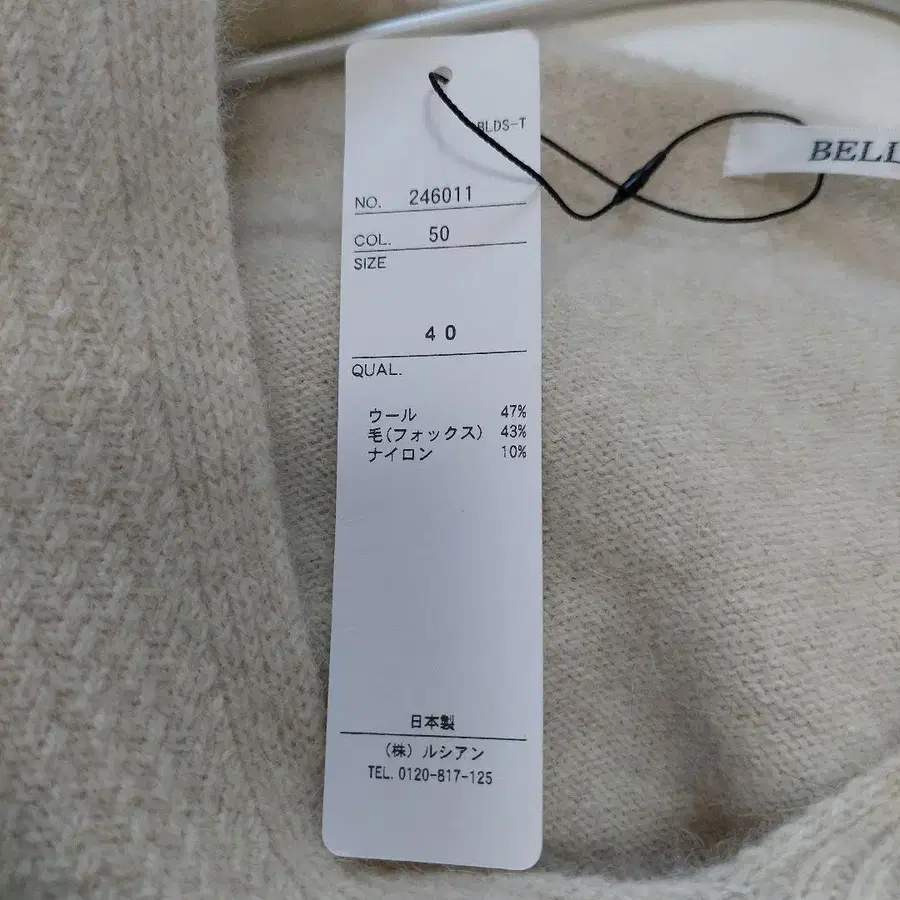 BLDS-T
BELL
NO. 246011
COL. 50
SIZE
40
QUAL.
ウール 47%
毛(フォックス) 43%
ナイロン 10%
日本製
(株) ルシアン
TEL. 0120-817-125